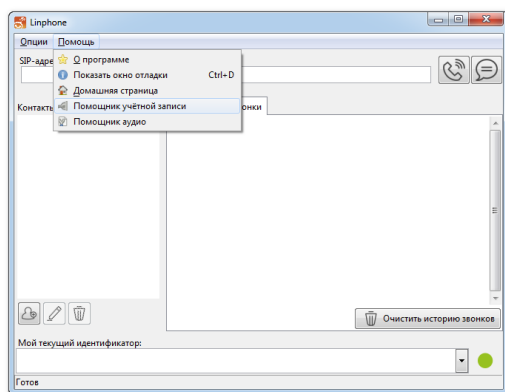 Linphone
Опции Помощь
SIP-адре
О программе
Показать окно отладки Ctrl+D
Домашняя страница
Контакты Помощник учётной записи онки
Помощник аудио
Очистить историю звонков
Мой текущий идентификатор:
Готов